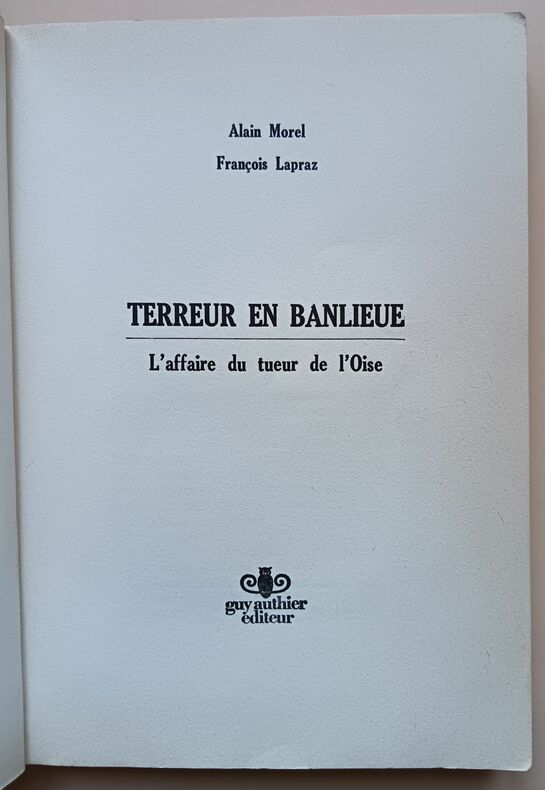 Alain Morel
François Lapraz
TERREUR EN BANLIEUE
L'affaire du tueur de l'Oise
guy authier
éditeur